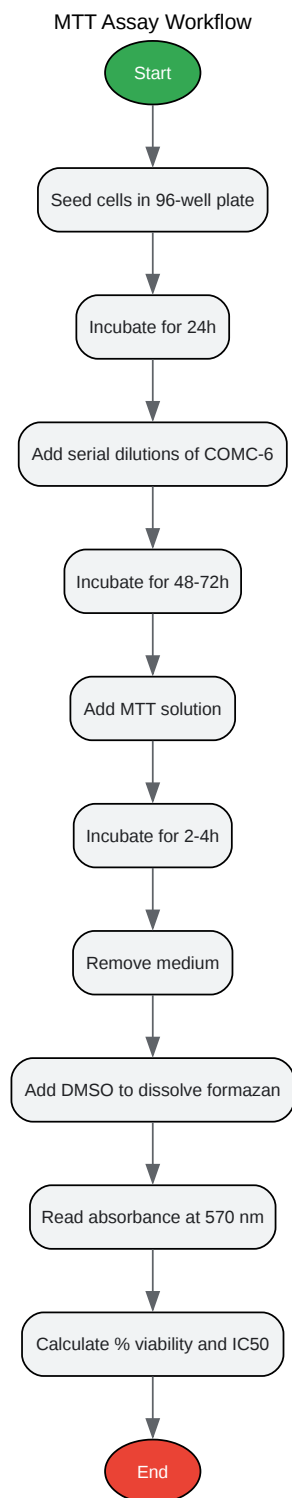 MTT Assay Workflow
Start
Seed cells in 96-well plate
Incubate for 24h
Add serial dilutions of COMC-6
Incubate for 48-72h
Add MTT solution
Incubate for 2-4h
Remove medium
Add DMSO to dissolve formazan
Read absorbance at 570 nm
Calculate % viability and IC50
End